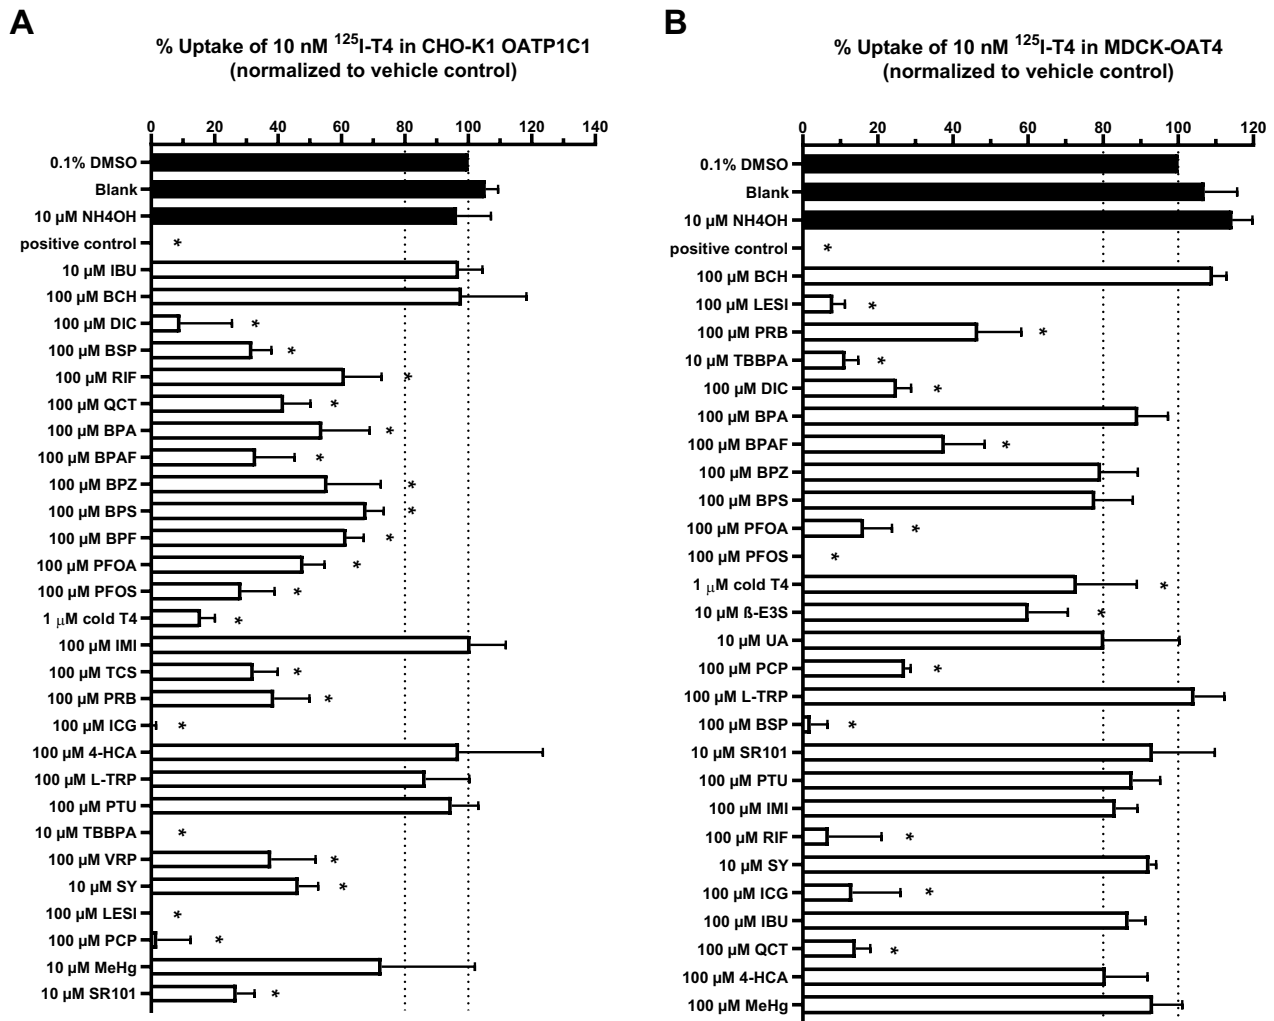 A
% Uptake of 10 nM 125I-T4 in CHO-K1 OATP1C1
(normalized to vehicle control)
0 20 40 60 80 100 120 140
0.1% DMSO
Blank
10 µM NH4OH
positive control *
10 µM IBU
100 µM BCH
100 µM DIC *
100 µM BSP *
100 µM RIF *
100 µM QCT *
100 µM BPA *
100 µM BPAF *
100 µM BPZ *
100 µM BPS *
100 µM BPF *
100 µM PFOA *
100 µM PFOS *
1 µM cold T4 *
100 µM IMI
100 µM TCS *
100 µM PRB *
100 µM ICG *
100 µM 4-HCA
100 µM L-TRP
100 µM PTU
10 µM TBBPA *
100 µM VRP *
10 µM SY *
100 µM LESI *
100 µM PCP *
10 µM MeHg
10 µM SR101 *
B
% Uptake of 10 nM 125I-T4 in MDCK-OAT4
(normalized to vehicle control)
0 20 40 60 80 100 120
0.1% DMSO
Blank
10 µM NH4OH
positive control *
100 µM BCH
100 µM LESI *
100 µM PRB *
10 µM TBBPA *
100 µM DIC *
100 µM BPA
100 µM BPAF *
100 µM BPZ
100 µM BPS
100 µM PFOA *
100 µM PFOS *
1 µM cold T4 *
10 µM ß-E3S *
10 µM UA
100 µM PCP *
100 µM L-TRP
100 µM BSP *
10 µM SR101
100 µM PTU
100 µM IMI
100 µM RIF *
10 µM SY
100 µM ICG *
100 µM IBU
100 µM QCT *
100 µM 4-HCA
100 µM MeHg